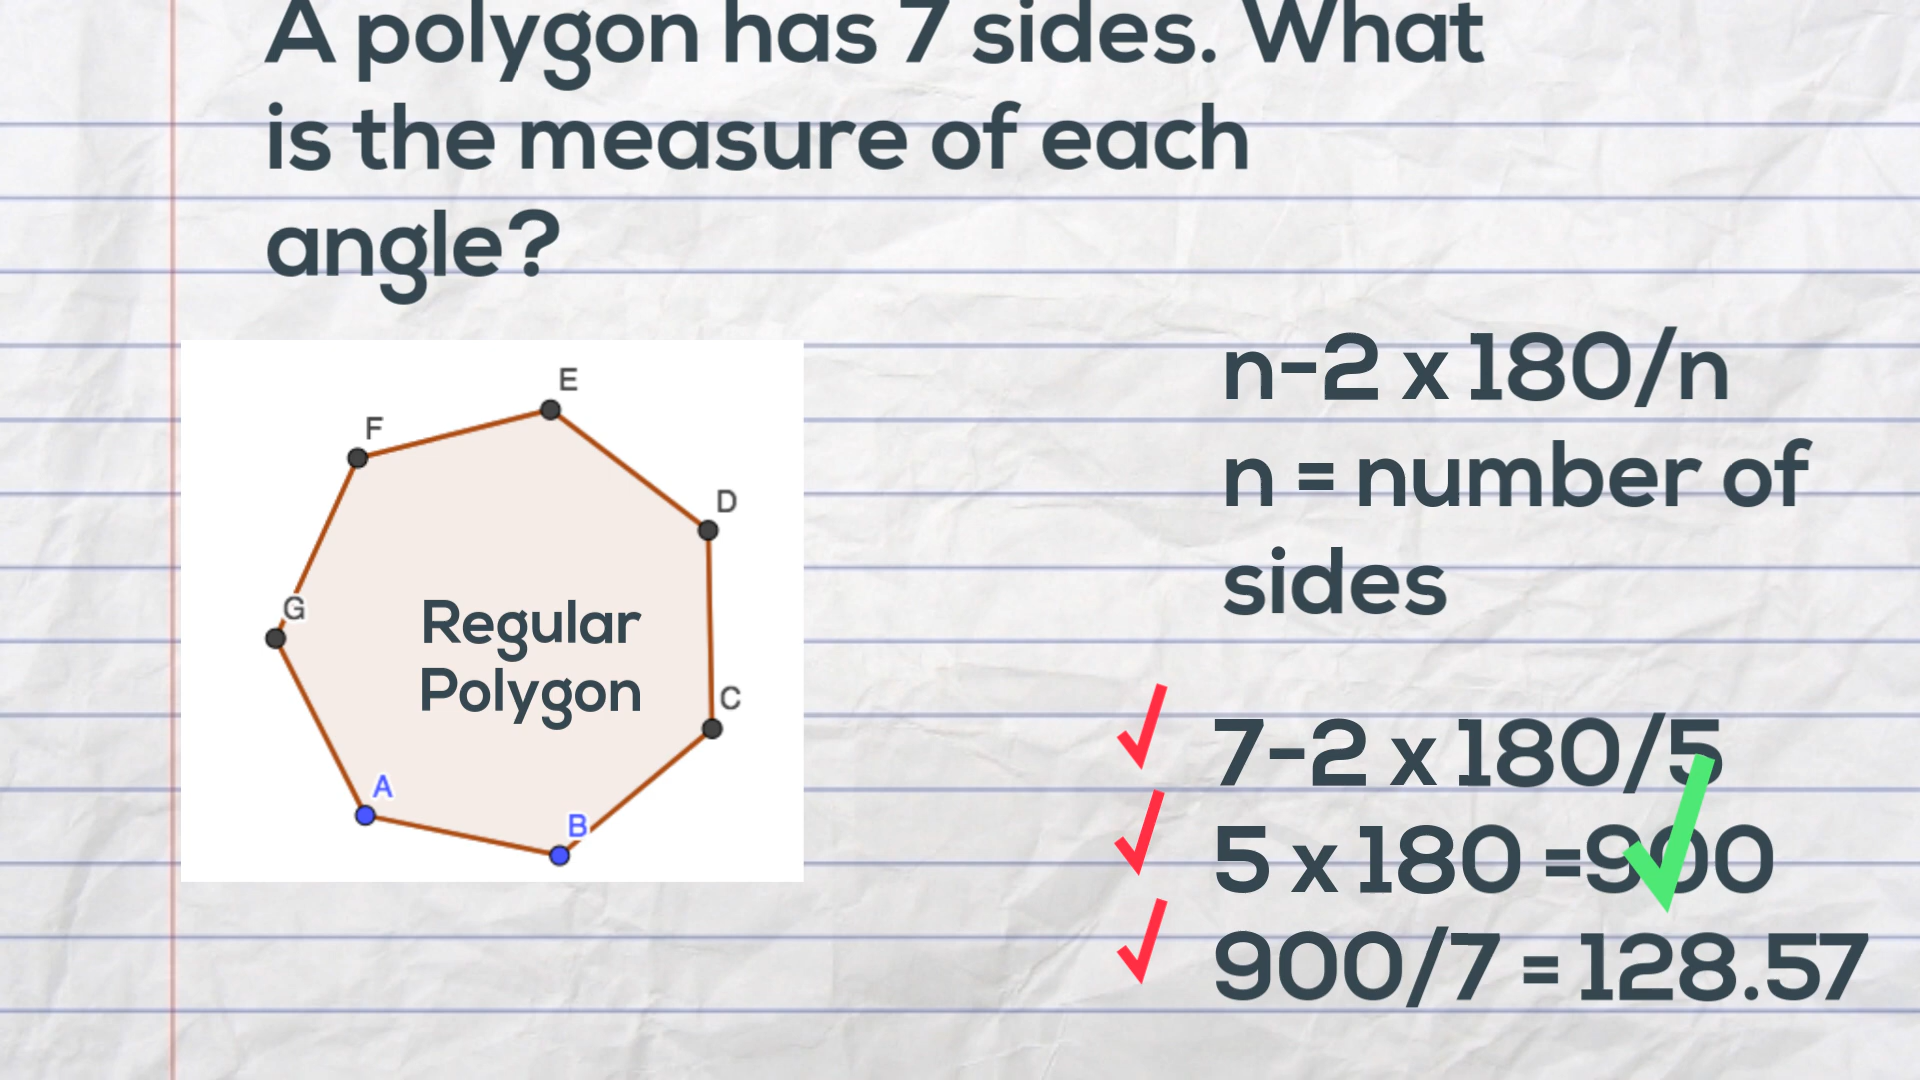 A polygon has 7 sides. What
is the measure of each
angle?
n-2 x 180/n
n = number of
sides
E
F
D
G
Regular
Polygon
C
A
B
7-2 x 180/5
5 x 180 =900
900/7 = 128.57